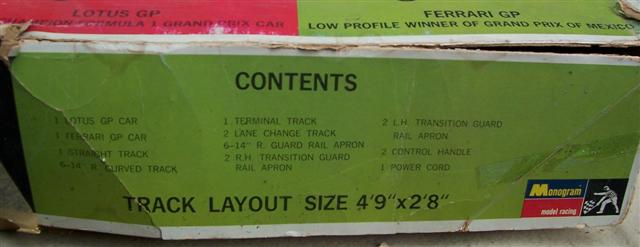 LOTUS GP
CHAMPION FORMULA 1 GRAND PRIX CAR
FERRARI GP
LOW PROFILE WINNER OF GRAND PRIX OF MEXICO
CONTENTS
1 LOTUS GP CAR
1 FERRARI GP CAR
1 STRAIGHT TRACK
6-14" R. CURVED TRACK
1 TERMINAL TRACK
2 LANE CHANGE TRACK
6-14" R. GUARD RAIL APRON
2 R.H. TRANSITION GUARD
RAIL APRON
2 L.H. TRANSITION GUARD
RAIL APRON
2 CONTROL HANDLE
1 POWER CORD
TRACK LAYOUT SIZE 4'9"x2'8"
Monogram
model racing